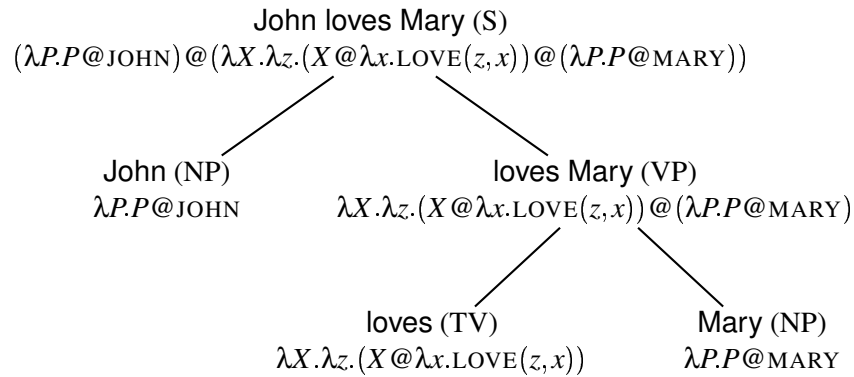 John loves Mary (S)
(λP.P@JOHN)@(λX.λz.(X@λx.LOVE(z,x))@(λP.P@MARY))
John (NP)
λP.P@JOHN
loves Mary (VP)
λX.λz.(X@λx.LOVE(z,x))@(λP.P@MARY)
loves (TV)
λX.λz.(X@λx.LOVE(z,x))
Mary (NP)
λP.P@MARY